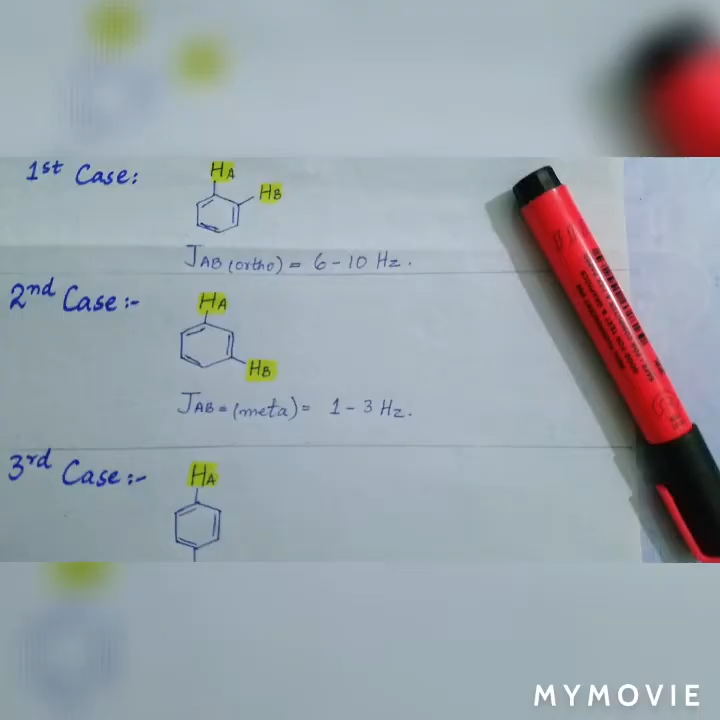 1st Case:
HA
HB
JAB (ortho) = 6 - 10 Hz.
2nd Case :-
HA
HB
JAB = (meta) = 1 - 3 Hz.
3rd Case :-
HA
MYMOVIE